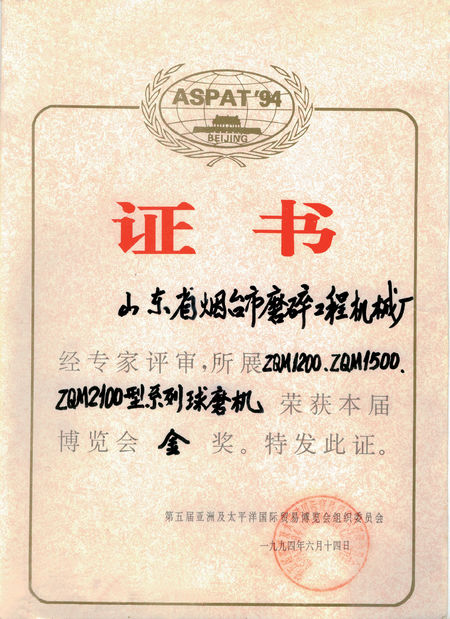 ASPAT'94
BEIJING
证书
山东省烟台市磨碎工程机械厂
经专家评审,所展ZQM1200、ZQM1500、
ZQM2100型系列球磨机 荣获本届
博览会 金 奖。特发此证。
第五届亚洲及太平洋国际贸易博览会组织委员会
一九九四年六月十四日